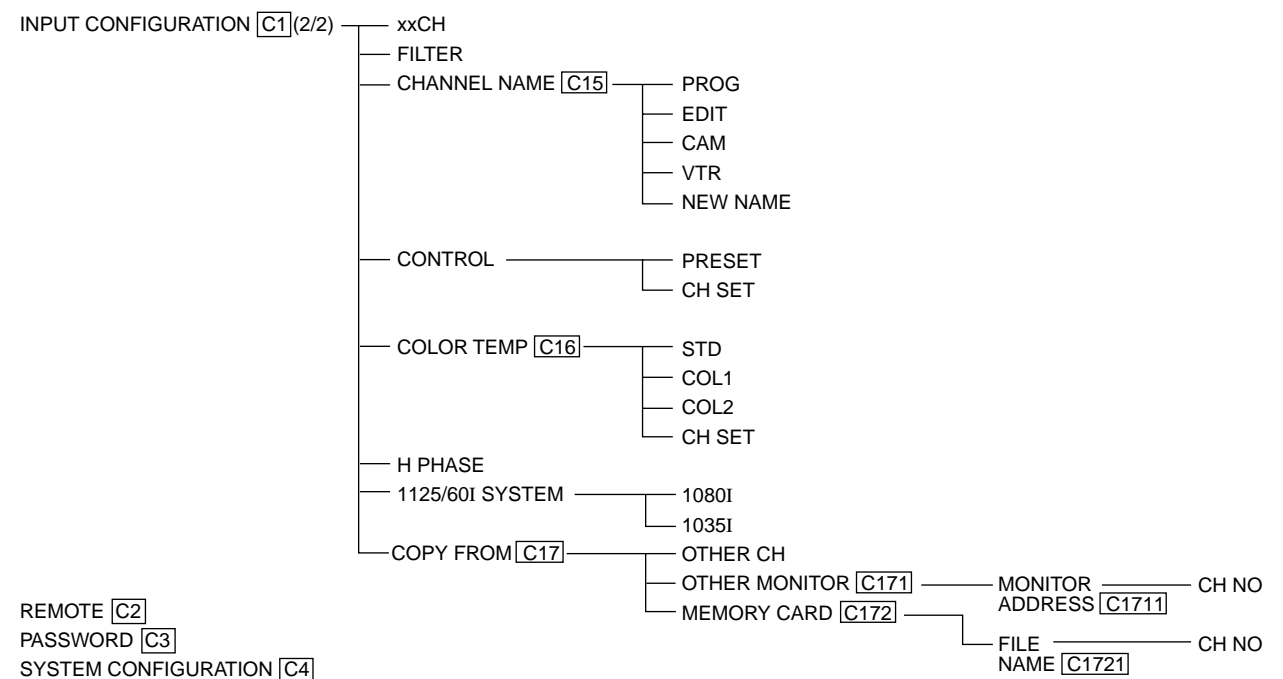 INPUT CONFIGURATION C1 (2/2) xxCH
FILTER
CHANNEL NAME C15 PROG
EDIT
CAM
VTR
NEW NAME
CONTROL PRESET
CH SET
COLOR TEMP C16 STD
COL1
COL2
CH SET
H PHASE
1125/60I SYSTEM 1080I
1035I
COPY FROM C17 OTHER CH
OTHER MONITOR C171 MONITOR ADDRESS C1711 CH NO
MEMORY CARD C172 FILE NAME C1721 CH NO
REMOTE C2
PASSWORD C3
SYSTEM CONFIGURATION C4